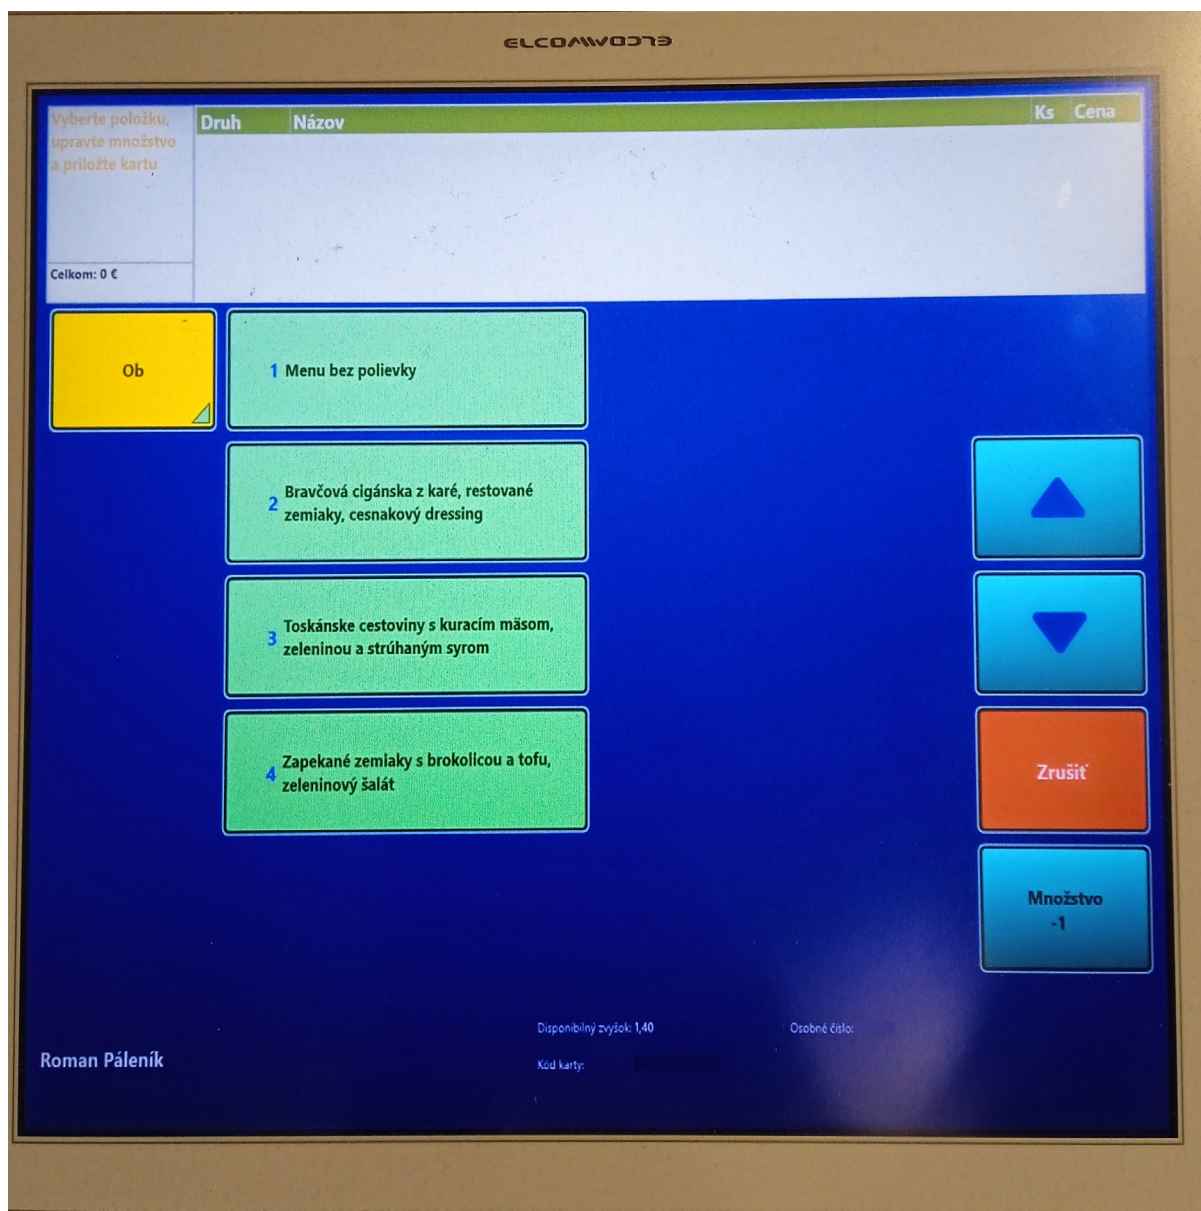 ELCOM
Vyberte položku,
upravte množstvo
a priložte kartu
Druh Názov Ks Cena
Celkom: 0 €
Ob
1 Menu bez polievky
2 Bravčová cigánska z karé, restované
zemiaky, cesnakový dressing
3 Toskánske cestoviny s kuracím mäsom,
zeleninou a strúhaným syrom
4 Zapekané zemiaky s brokolicou a tofu,
zeleninový šalát
Zrušiť
Množstvo
-1
Disponibilný zvyšok: 1,40 Osobné číslo:
Roman Páleník
Kód karty: